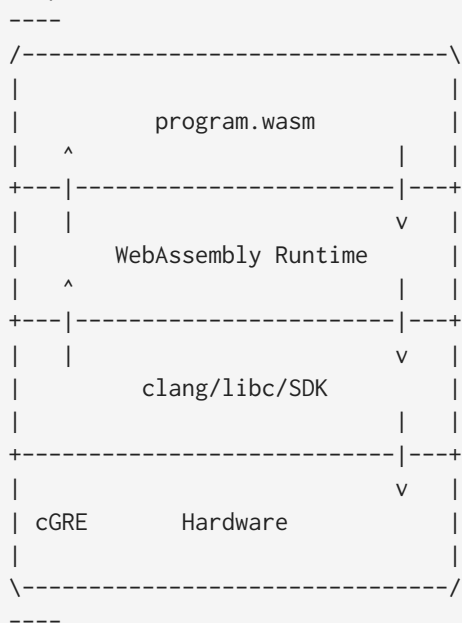 ----
/--------------------------------\
|                                |
|          program.wasm          |
|   ^                        |   |
+---|------------------------|---+
|   |                        v   |
|       WebAssembly Runtime      |
|   ^                        |   |
+---|------------------------|---+
|   |                        v   |
|         clang/libc/SDK         |
|                            |   |
+----------------------------|---+
|                            v   |
| cGRE       Hardware            |
|                                |
\--------------------------------/
----